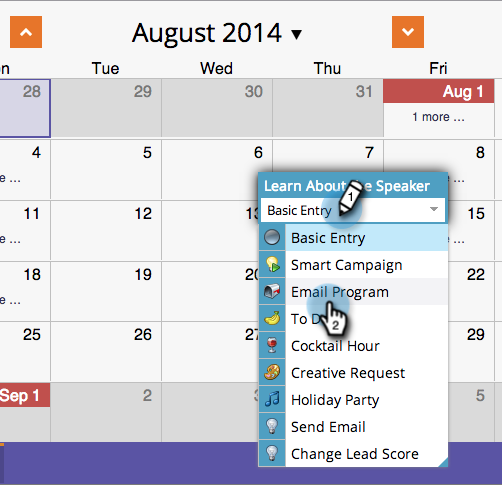 August 2014
on Tue Wed Thu Fri
28 29 30 31 Aug 1
1 more ...
4 5 6 7 8
e ...
Learn About the Speaker
1
Basic Entry
11 12 13 15
e ...
Basic Entry
Smart Campaign
18 19 20 22
e ...
Email Program
2
To D
25 26 27 29
Cocktail Hour
Creative Request
Sep 1 2 3 5
Holiday Party
Send Email
Change Lead Score